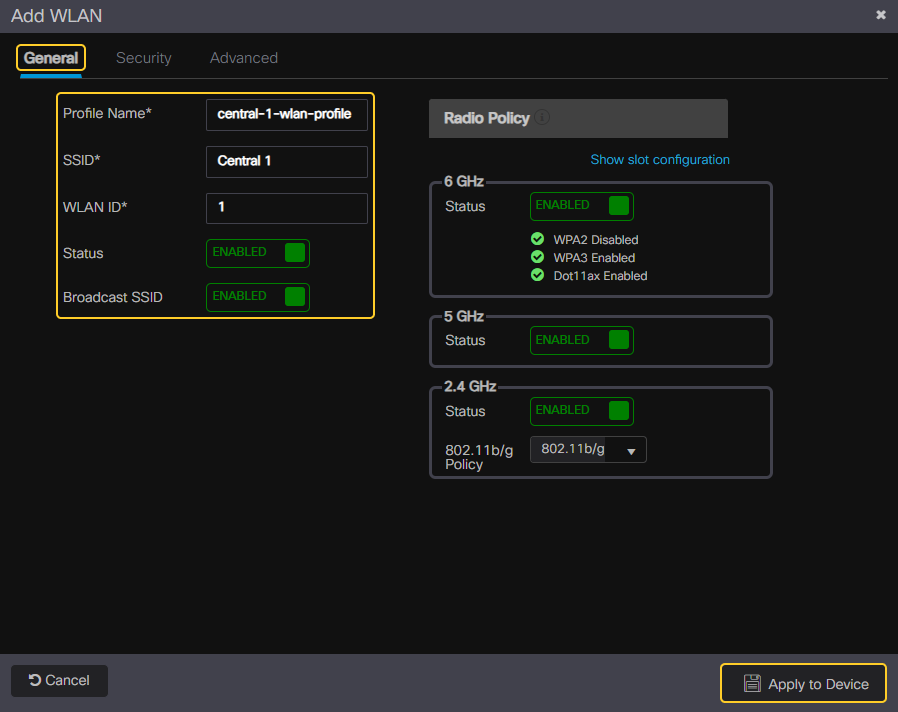 Add WLAN
General Security Advanced
Profile Name* central-1-wlan-profile
SSID* Central 1
WLAN ID* 1
Status ENABLED
Broadcast SSID ENABLED
Radio Policy
Show slot configuration
6 GHz
Status ENABLED
WPA2 Disabled
WPA3 Enabled
Dot11ax Enabled
5 GHz
Status ENABLED
2.4 GHz
Status ENABLED
802.11b/g 802.11b/g
Policy
Cancel Apply to Device